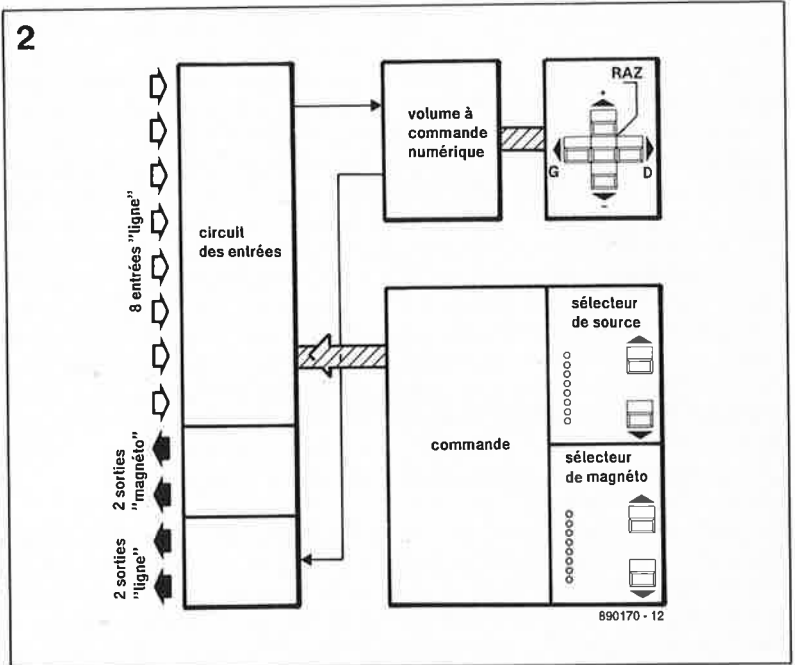 2
RAZ
+
volume à
commande
numérique
G
D
-
circuit
des entrées
8 entrées "ligne"
sélecteur
de source
commande
sélecteur
de magnéto
2 sorties
"magnéto"
2 sorties
"ligne"
890170 - 12